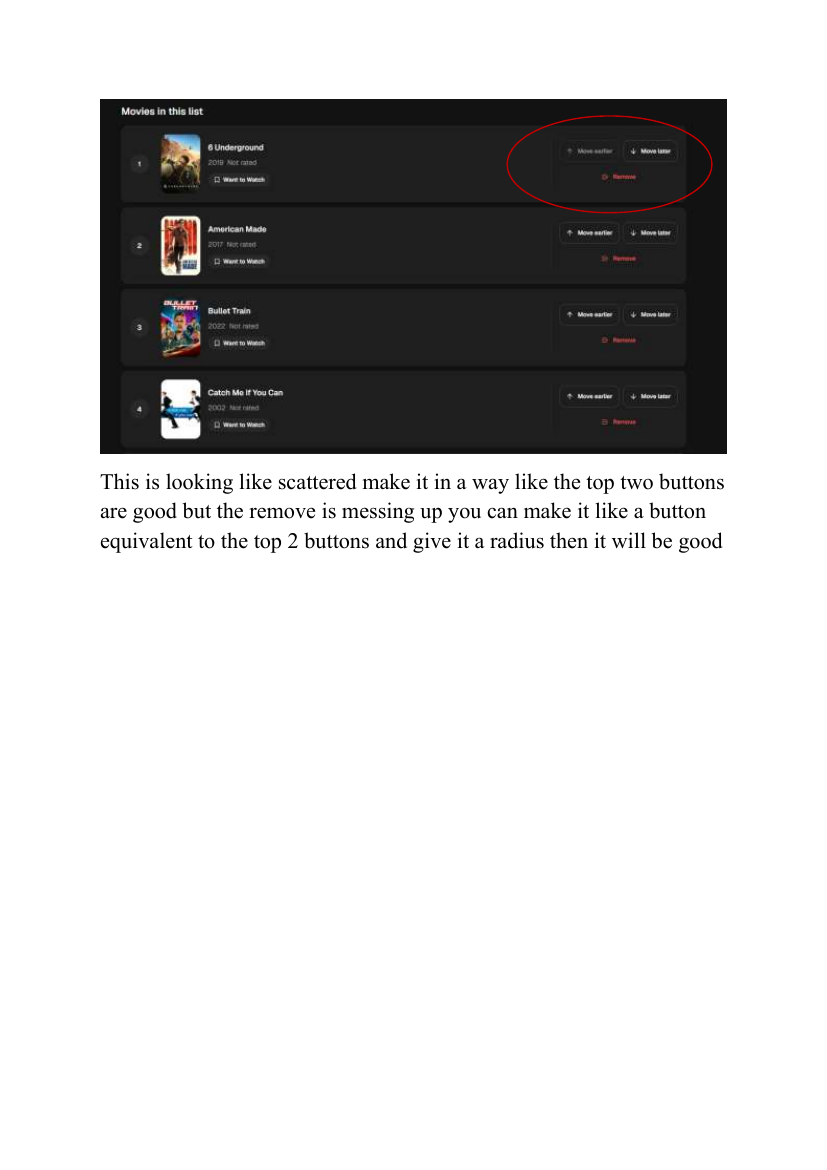 Movies in this list
1
6 Underground
2019 Not rated
Want to Watch
↑ Move earlier
↓ Move later
Remove
2
American Made
2017 Not rated
Want to Watch
↑ Move earlier
↓ Move later
Remove
3
BULLET TRAIN
Bullet Train
2022 Not rated
Want to Watch
↑ Move earlier
↓ Move later
Remove
4
Catch Me If You Can
2002 Not rated
Want to Watch
↑ Move earlier
↓ Move later
Remove
This is looking like scattered make it in a way like the top two buttons
are good but the remove is messing up you can make it like a button
equivalent to the top 2 buttons and give it a radius then it will be good